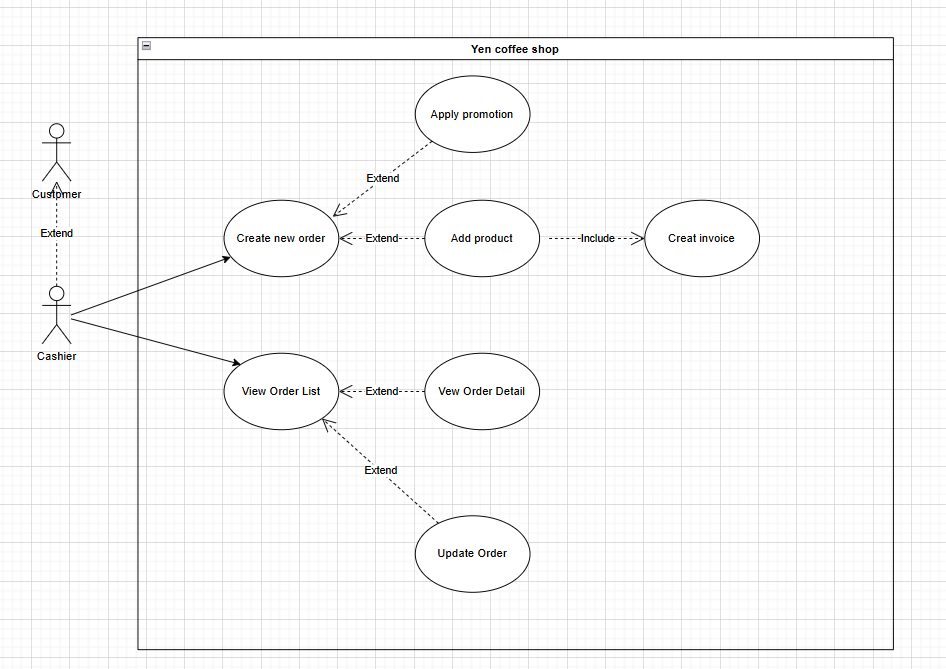 Yen coffee shop
Apply promotion
Extend
Custpmer
Extend
Create new order
Extend
Add product
Include
Creat invoice
Cashier
View Order List
Extend
Vew Order Detail
Extend
Update Order